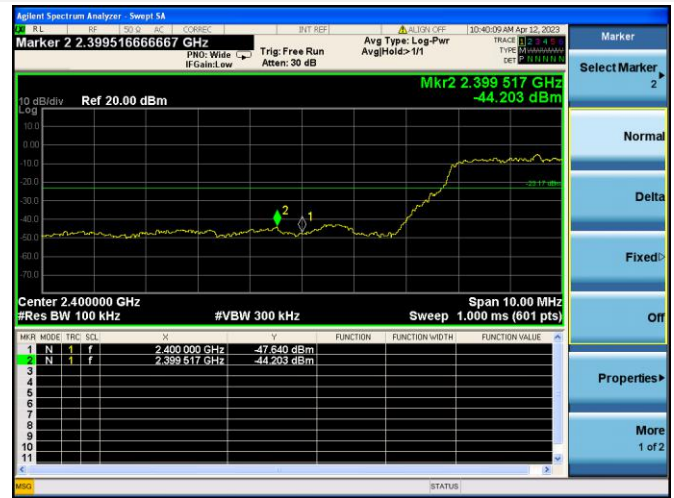 Agilent Spectrum Analyzer - Swept SA
RL RF 50 Ω AC CORREC INT REF ALIGN OFF 10:40:09 AM Apr 12, 2023
Marker 2 2.399516666667 GHz
PNO: Wide
IFGain:Low
Trig: Free Run
Atten: 30 dB
Avg Type: Log-Pwr
Avg|Hold>1/1
TRACE 1 2 3 4 5 6
TYPE
DET P N N N N N
Mkr2 2.399 517 GHz
-44.203 dBm
10 dB/div Ref 20.00 dBm
Log
10.0
0.00
-10.0
-20.0
-23.17 dBm
-30.0
-40.0
2
1
-50.0
-60.0
-70.0
Center 2.400000 GHz Span 10.00 MHz
#Res BW 100 kHz #VBW 300 kHz Sweep 1.000 ms (601 pts)
MKR MODE TRC SCL X Y FUNCTION FUNCTION WIDTH FUNCTION VALUE
1 N 1 f 2.400 000 GHz -47.640 dBm
2 N 1 f 2.399 517 GHz -44.203 dBm
3
4
5
6
7
8
9
10
11
MSG STATUS
Marker
Select Marker
2
Normal
Delta
Fixed
Off
Properties
More
1 of 2